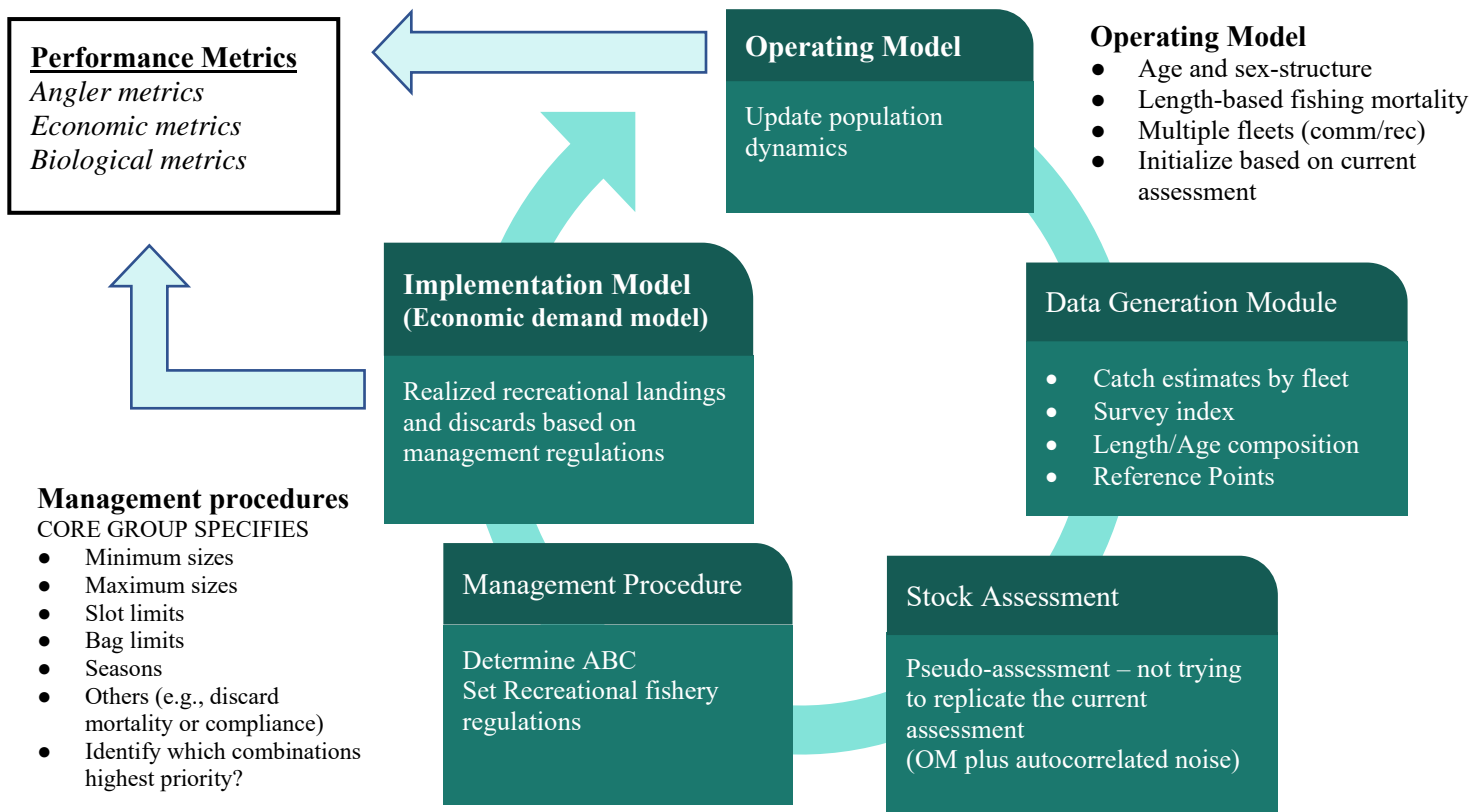 Performance Metrics
Angler metrics
Economic metrics
Biological metrics
Operating Model
Update population
dynamics
Operating Model
● Age and sex-structure
● Length-based fishing mortality
● Multiple fleets (comm/rec)
● Initialize based on current
assessment
Implementation Model
(Economic demand model)
Realized recreational landings
and discards based on
management regulations
Data Generation Module
• Catch estimates by fleet
• Survey index
• Length/Age composition
• Reference Points
Management procedures
CORE GROUP SPECIFIES
● Minimum sizes
● Maximum sizes
● Slot limits
● Bag limits
● Seasons
● Others (e.g., discard
mortality or compliance)
● Identify which combinations
highest priority?
Management Procedure
Determine ABC
Set Recreational fishery
regulations
Stock Assessment
Pseudo-assessment – not trying
to replicate the current
assessment
(OM plus autocorrelated noise)